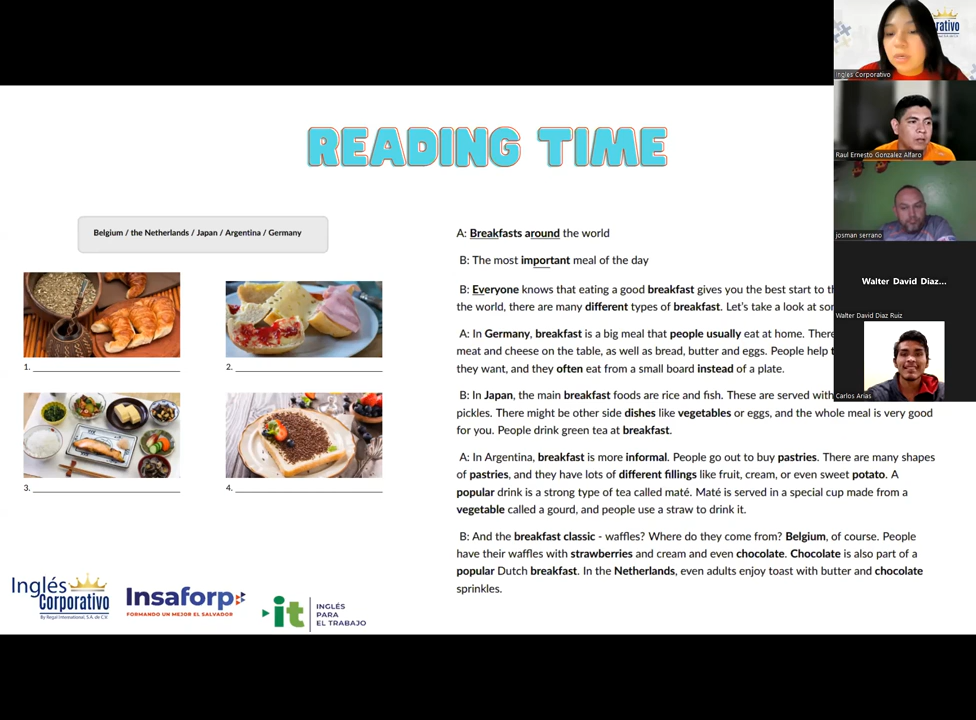 READING TIME
Belgium / the Netherlands / Japan / Argentina / Germany
1.
2.
3.
4.
A: Breakfasts around the world
B: The most important meal of the day
B: Everyone knows that eating a good breakfast gives you the best start to
the world, there are many different types of breakfast. Let's take a look at
A: In Germany, breakfast is a big meal that people usually eat at home.
meat and cheese on the table, as well as bread, butter and eggs. People help
they want, and they often eat from a small board instead of a plate.
B: In Japan, the main breakfast foods are rice and fish. These are served with
pickles. There might be other side dishes like vegetables or eggs, and the whole meal is very good
for you. People drink green tea at breakfast.
A: In Argentina, breakfast is more informal. People go out to buy pastries. There are many shapes
of pastries, and they have lots of different fillings like fruit, cream, or even sweet potato. A
popular drink is a strong type of tea called maté. Maté is served in a special cup made from a
vegetable called a gourd, and people use a straw to drink it.
B: And the breakfast classic - waffles? Where do they come from? Belgium, of course. People
have their waffles with strawberries and cream and even chocolate. Chocolate is also part of a
popular Dutch breakfast. In the Netherlands, even adults enjoy toast with butter and chocolate
sprinkles.
Inglés
Corporativo
By Regal International, S.A. de C.V.
Insaforp
FORMANDO UN MEJOR EL SALVADOR
it
INGLÉS
PARA
EL TRABAJO
Inglés Corporativo
Raul Ernesto Gonzalez Alfaro
josman serrano
Walter David Diaz...
Walter David Diaz Ruiz
Carlos Arias